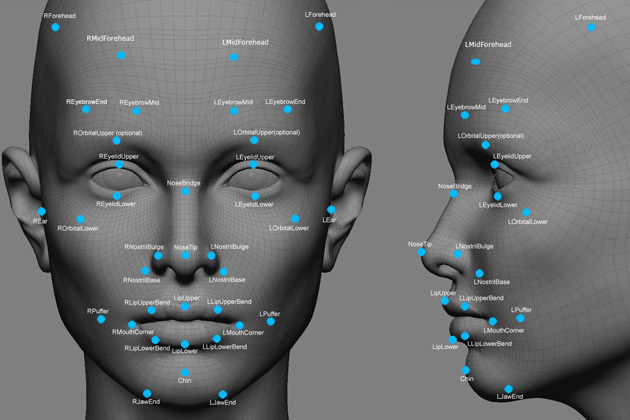 RForehead
LForehead
RMidForehead
LMidForehead
REyebrowEnd
REyebrowMid
LEyebrowMid
LEyebrowEnd
ROrbitalUpper(optional)
LOrbitalUpper(optional)
REyelidUpper
LEyelidUpper
NoseBridge
REyelidLower
LEyelidLower
REar
ROrbitalLower
LOrbitalLower
LEar
RNostrilBulge
NoseTip
LNostrilBulge
RNostrilBase
LNostrilBase
LipUpper
RLipUpperBend
LLipUpperBend
RPuffer
LPuffer
RMouthCorner
LMouthCorner
RLipLowerBend
LipLower
LLipLowerBend
Chin
RJawEnd
LJawEnd
LForehead
LMidForehead
LEyebrowMid
LEyebrowEnd
LOrbitalUpper(optional)
LEyelidUpper
NoseBridge
LEyelidLower
LOrbitalLower
NoseTip
LNostrilBulge
LNostrilBase
LipUpper
LLipUpperBend
LPuffer
LMouthCorner
LipLower
LLipLowerBend
Chin
LJawEnd